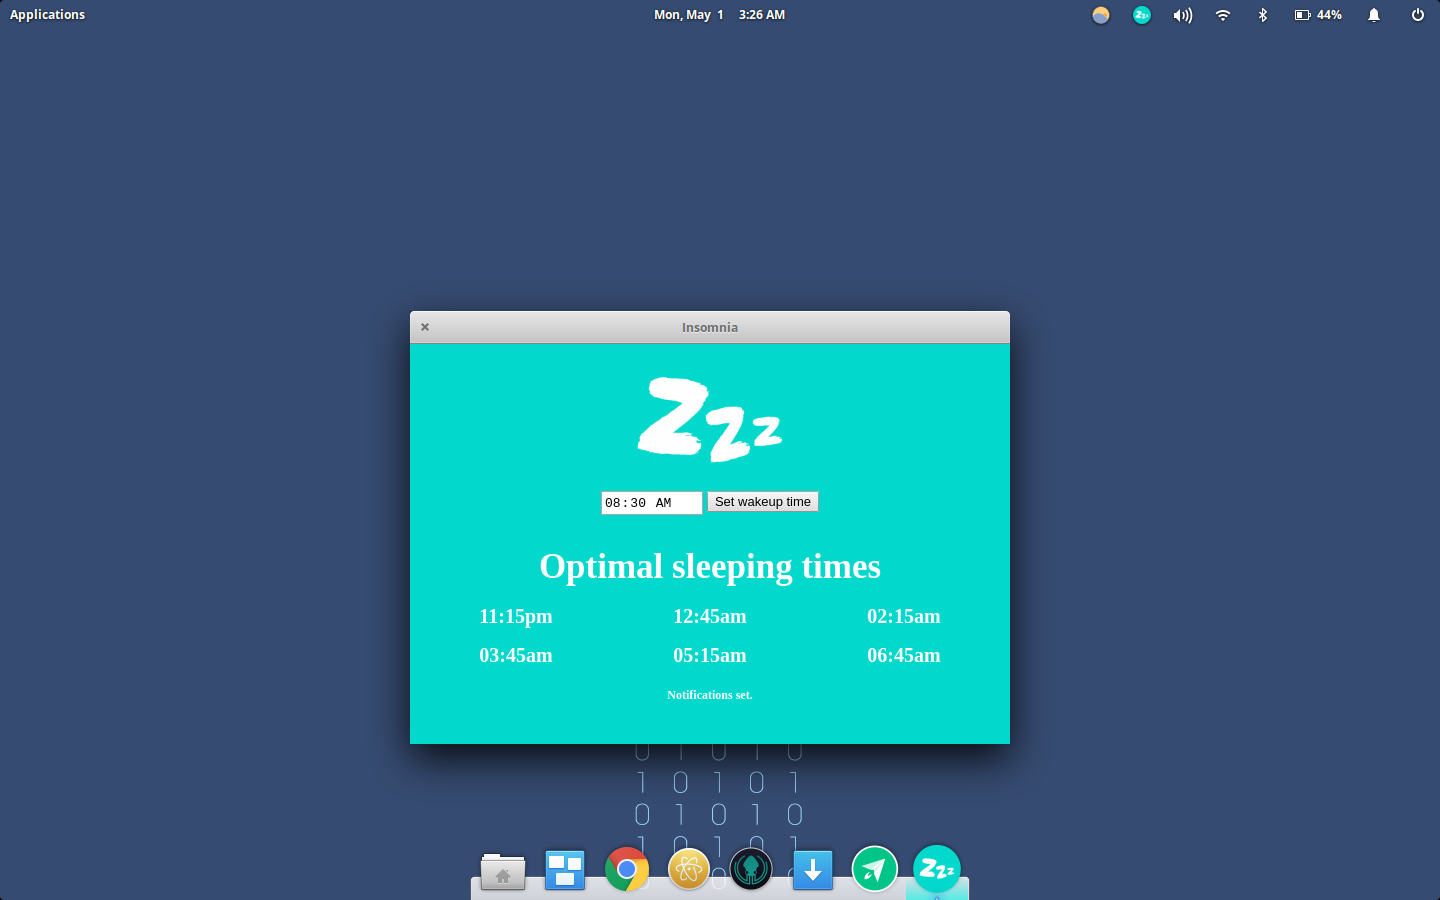 Applications
Mon, May 1 3:26 AM
44%
Insomnia
Zzz
08:30 AM Set wakeup time
Optimal sleeping times
11:15pm 12:45am 02:15am
03:45am 05:15am 06:45am
Notifications set.
0 1 0 1 0
1 0 1 0 1
0 1 0 1 0
1 0 1 0 1
Zzz